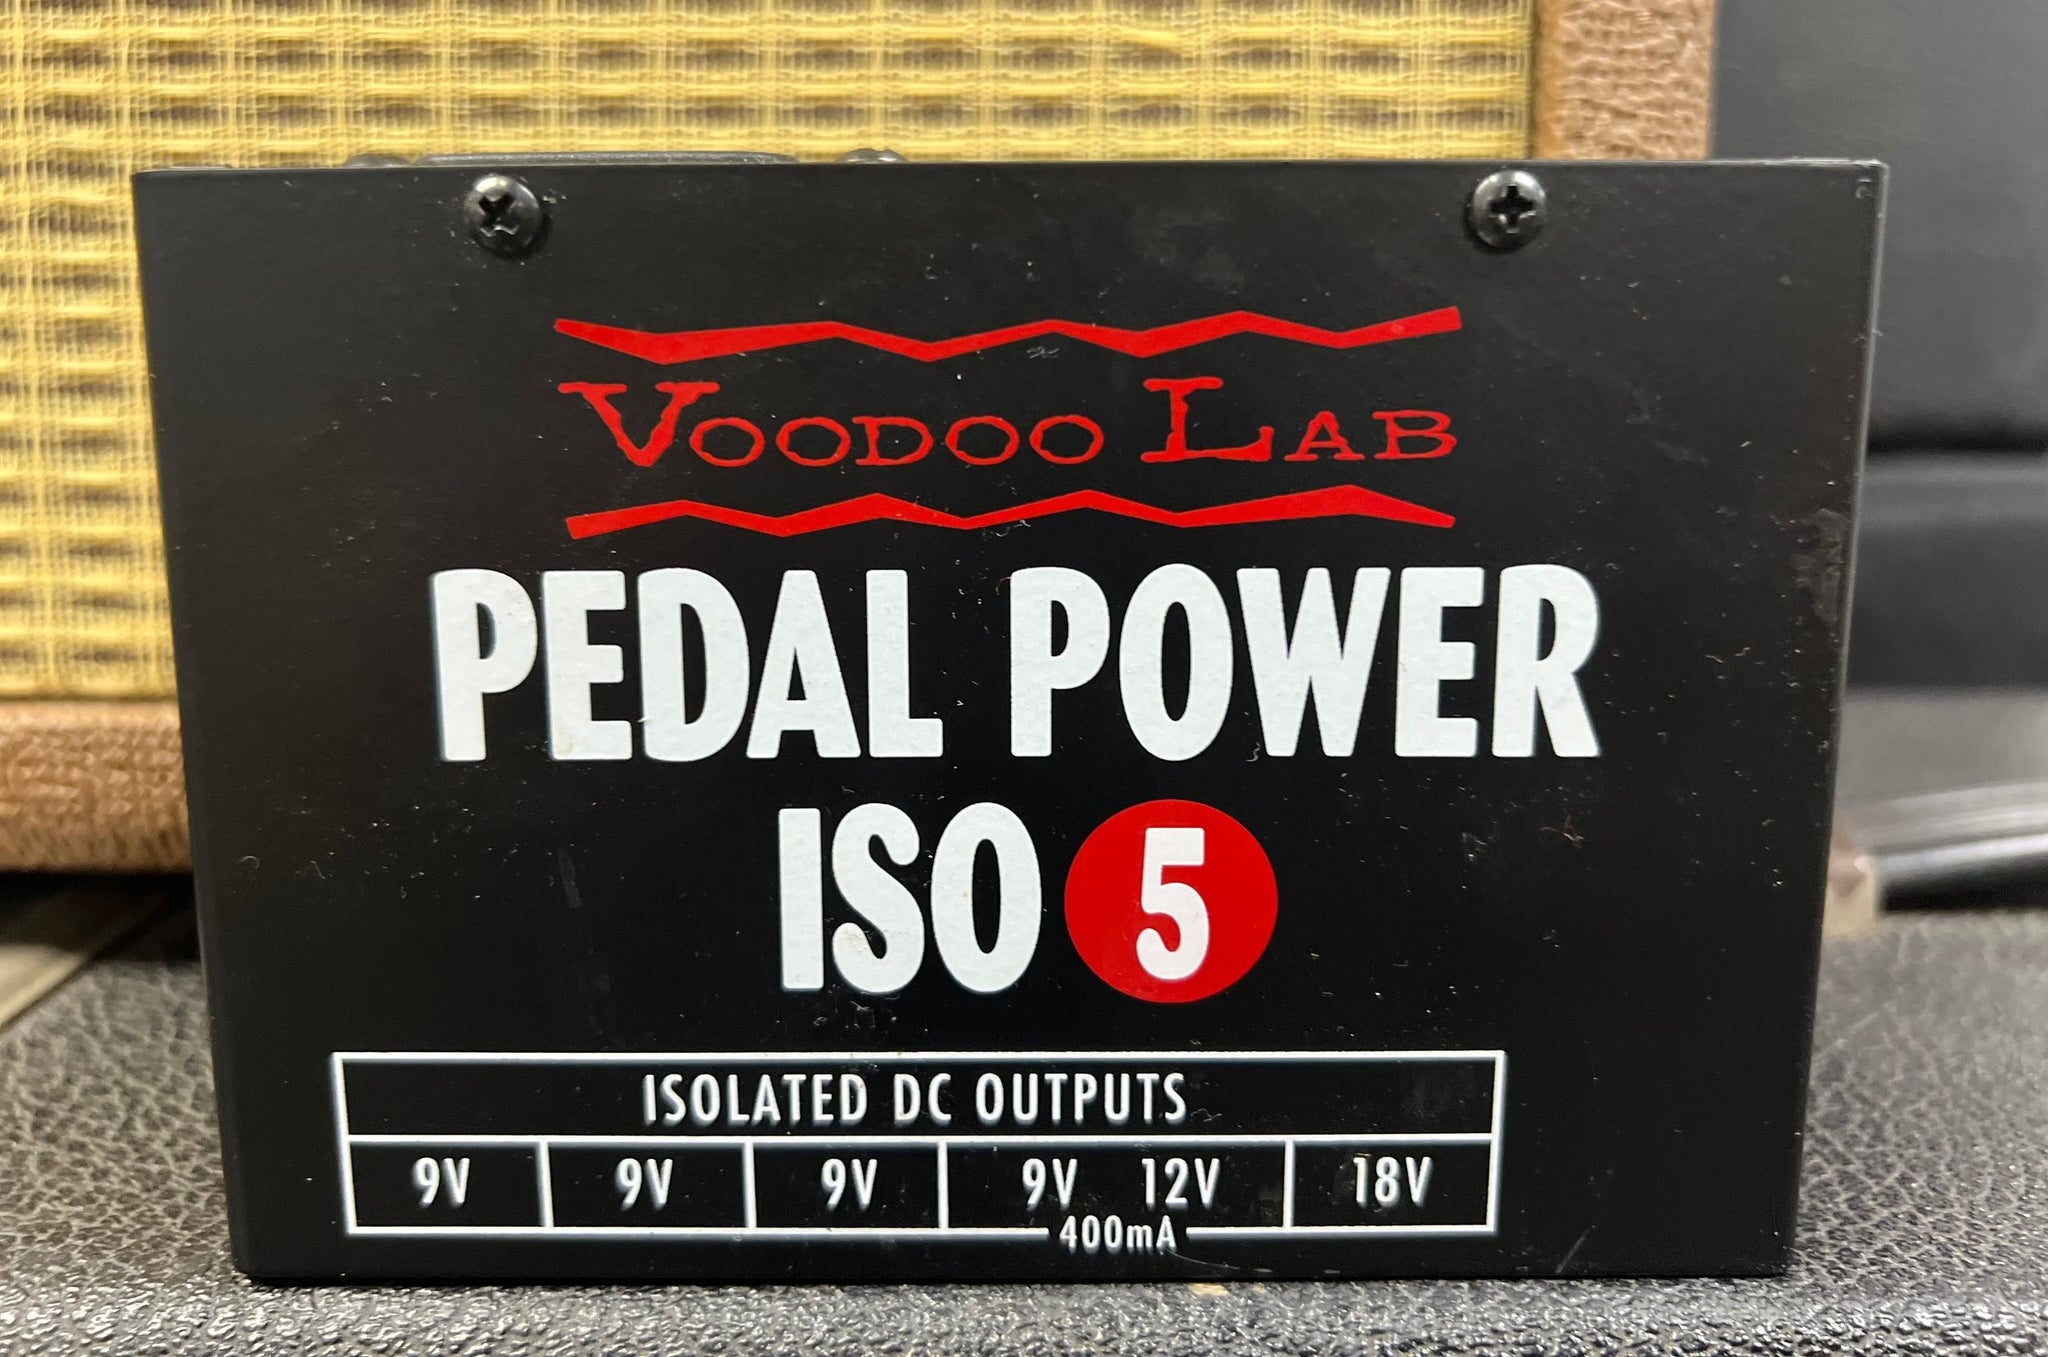 VOODOO LAB
PEDAL POWER
ISO 5
ISOLATED DC OUTPUTS
9V 9V 9V 9V 12V 18V
400mA